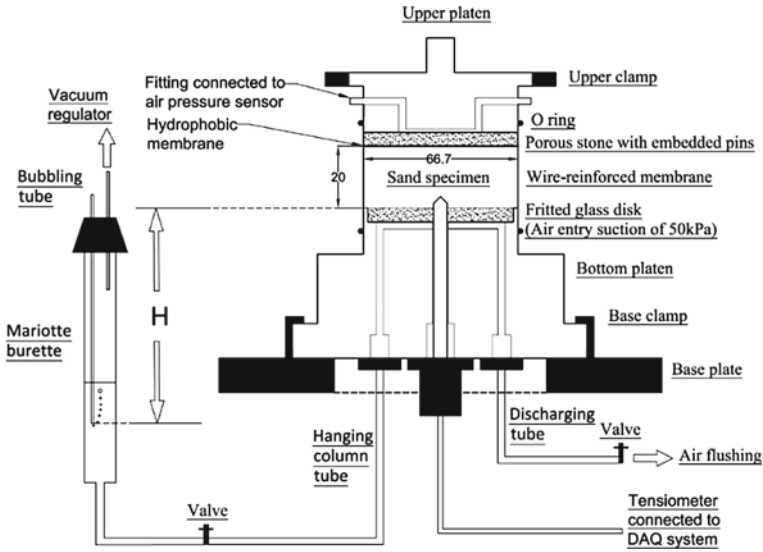 Upper platen
Fitting connected to
air pressure sensor
Upper clamp
Vacuum
regulator
Hydrophobic
membrane
O ring
Porous stone with embedded pins
66.7
20
Sand specimen
Wire-reinforced membrane
Bubbling
tube
Fritted glass disk
(Air entry suction of 50kPa)
Bottom platen
H
Mariotte
burette
Base clamp
Base plate
Hanging
column
tube
Discharging
tube
Valve
Air flushing
Valve
Tensiometer
connected to
DAQ system